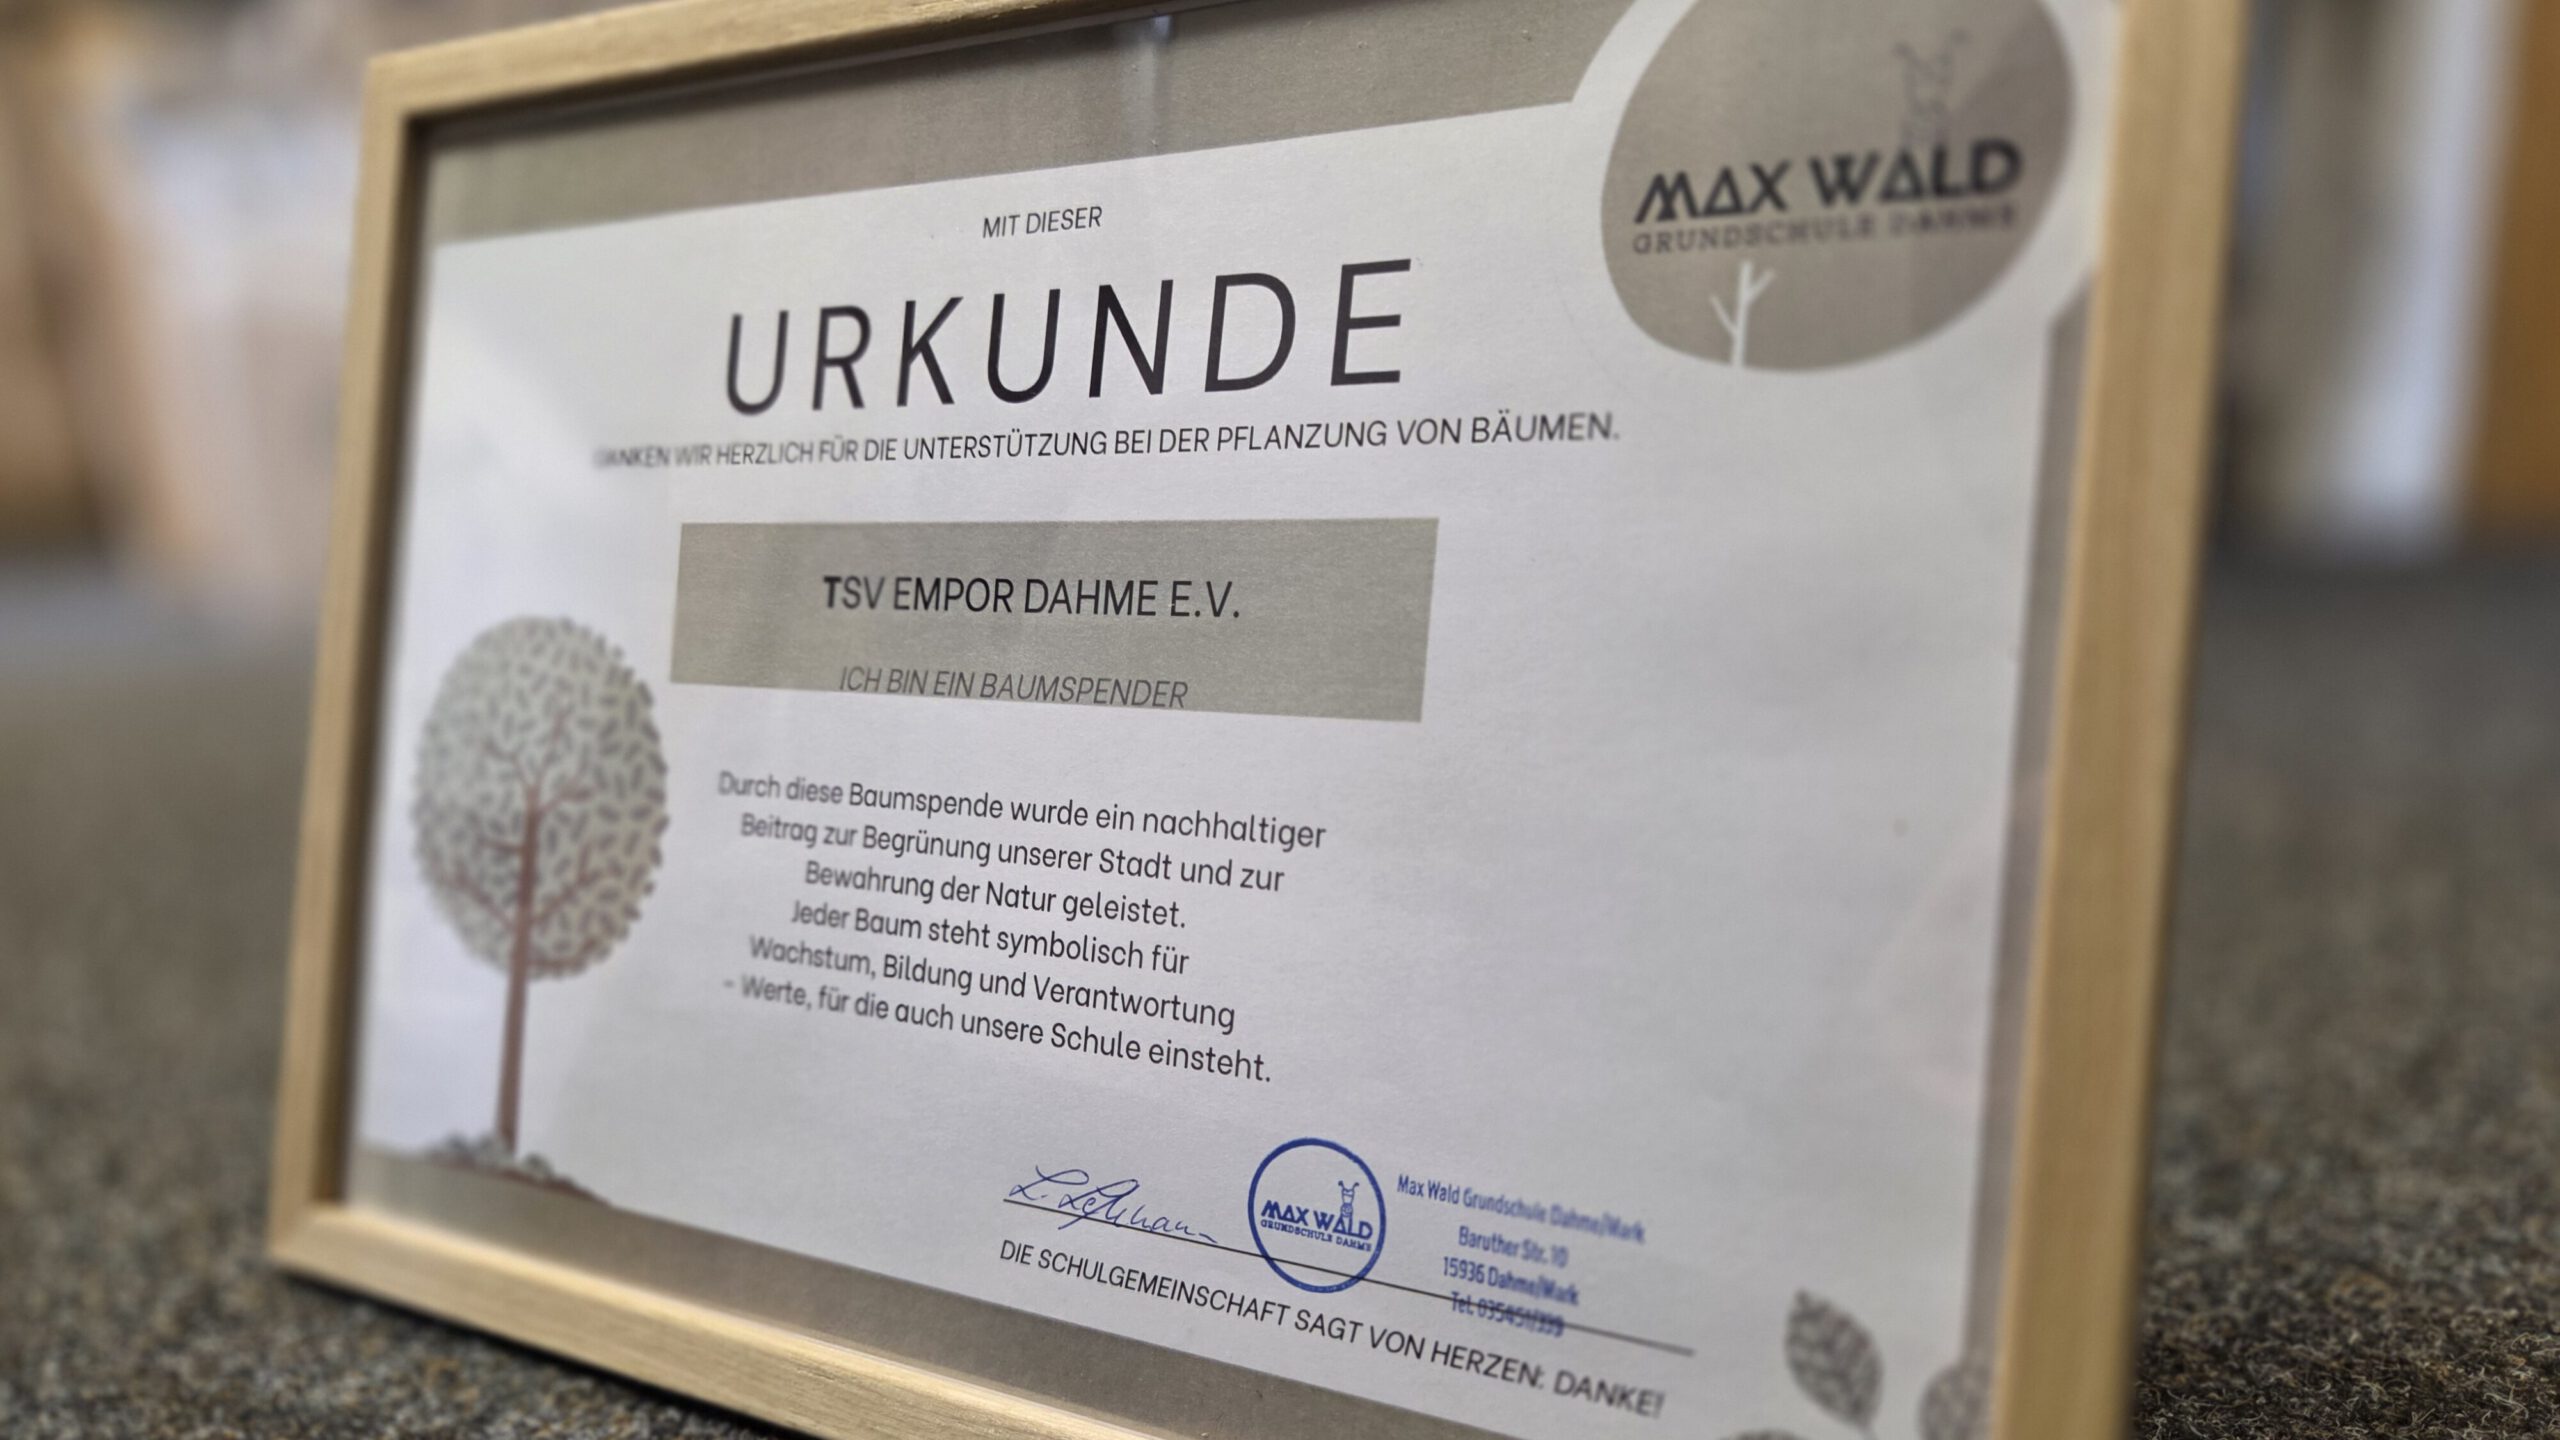 MAX WALD
GRUNDSCHULE DAHME
MIT DIESER
URKUNDE
DANKEN WIR HERZLICH FÜR DIE UNTERSTÜTZUNG BEI DER PFLANZUNG VON BÄUMEN.
TSV EMPOR DAHME E.V.
ICH BIN EIN BAUMSPENDER
Durch diese Baumspende wurde ein nachhaltiger
Beitrag zur Begrünung unserer Stadt und zur
Bewahrung der Natur geleistet.
Jeder Baum steht symbolisch für
Wachstum, Bildung und Verantwortung
- Werte, für die auch unsere Schule einsteht.
MAX WALD
GRUNDSCHULE DAHME
Max Wald Grundschule Dahme/Mark
Baruther Str. 10
15936 Dahme/Mark
Tel. 035451/339
DIE SCHULGEMEINSCHAFT SAGT VON HERZEN: DANKE!